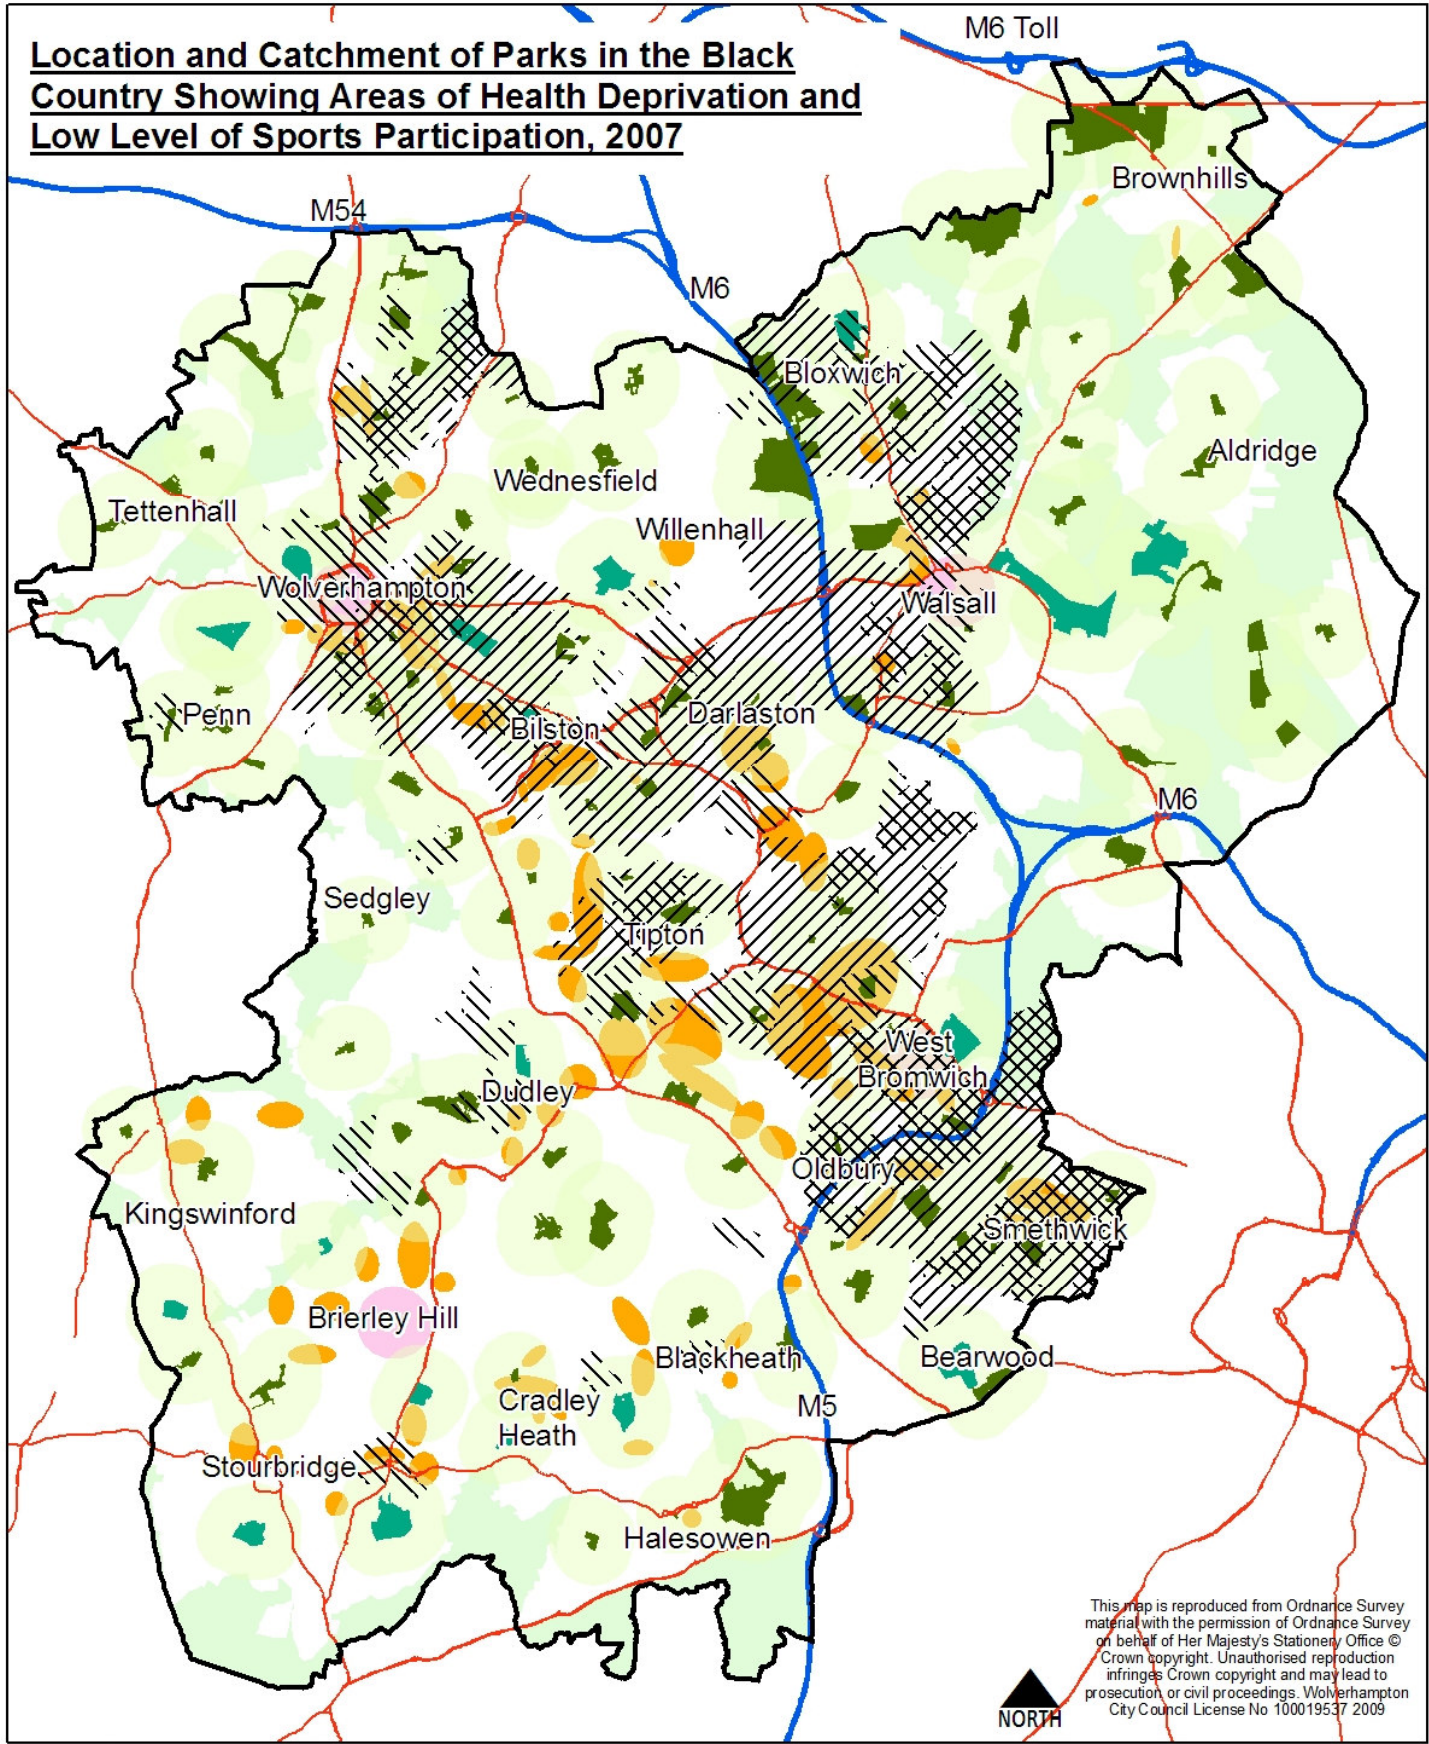 Location and Catchment of Parks in the Black
Country Showing Areas of Health Deprivation and
Low Level of Sports Participation, 2007
M6 Toll
Brownhills
M54
M6
Bloxwich
Aldridge
Wednesfield
Tettenhall
Willenhall
Wolverhampton
Walsall
Penn
Bilston
Darlaston
M6
Sedgley
Tipton
West
Bromwich
Dudley
Oldbury
Kingswinford
Smethwick
Brierley Hill
Blackheath
Bearwood
Cradley
Heath
M5
Stourbridge
Halesowen
This map is reproduced from Ordnance Survey
material with the permission of Ordnance Survey
on behalf of Her Majesty's Stationery Office ©
Crown copyright. Unauthorised reproduction
infringes Crown copyright and may lead to
prosecution or civil proceedings. Wolverhampton
City Council License No 100019537 2009
NORTH